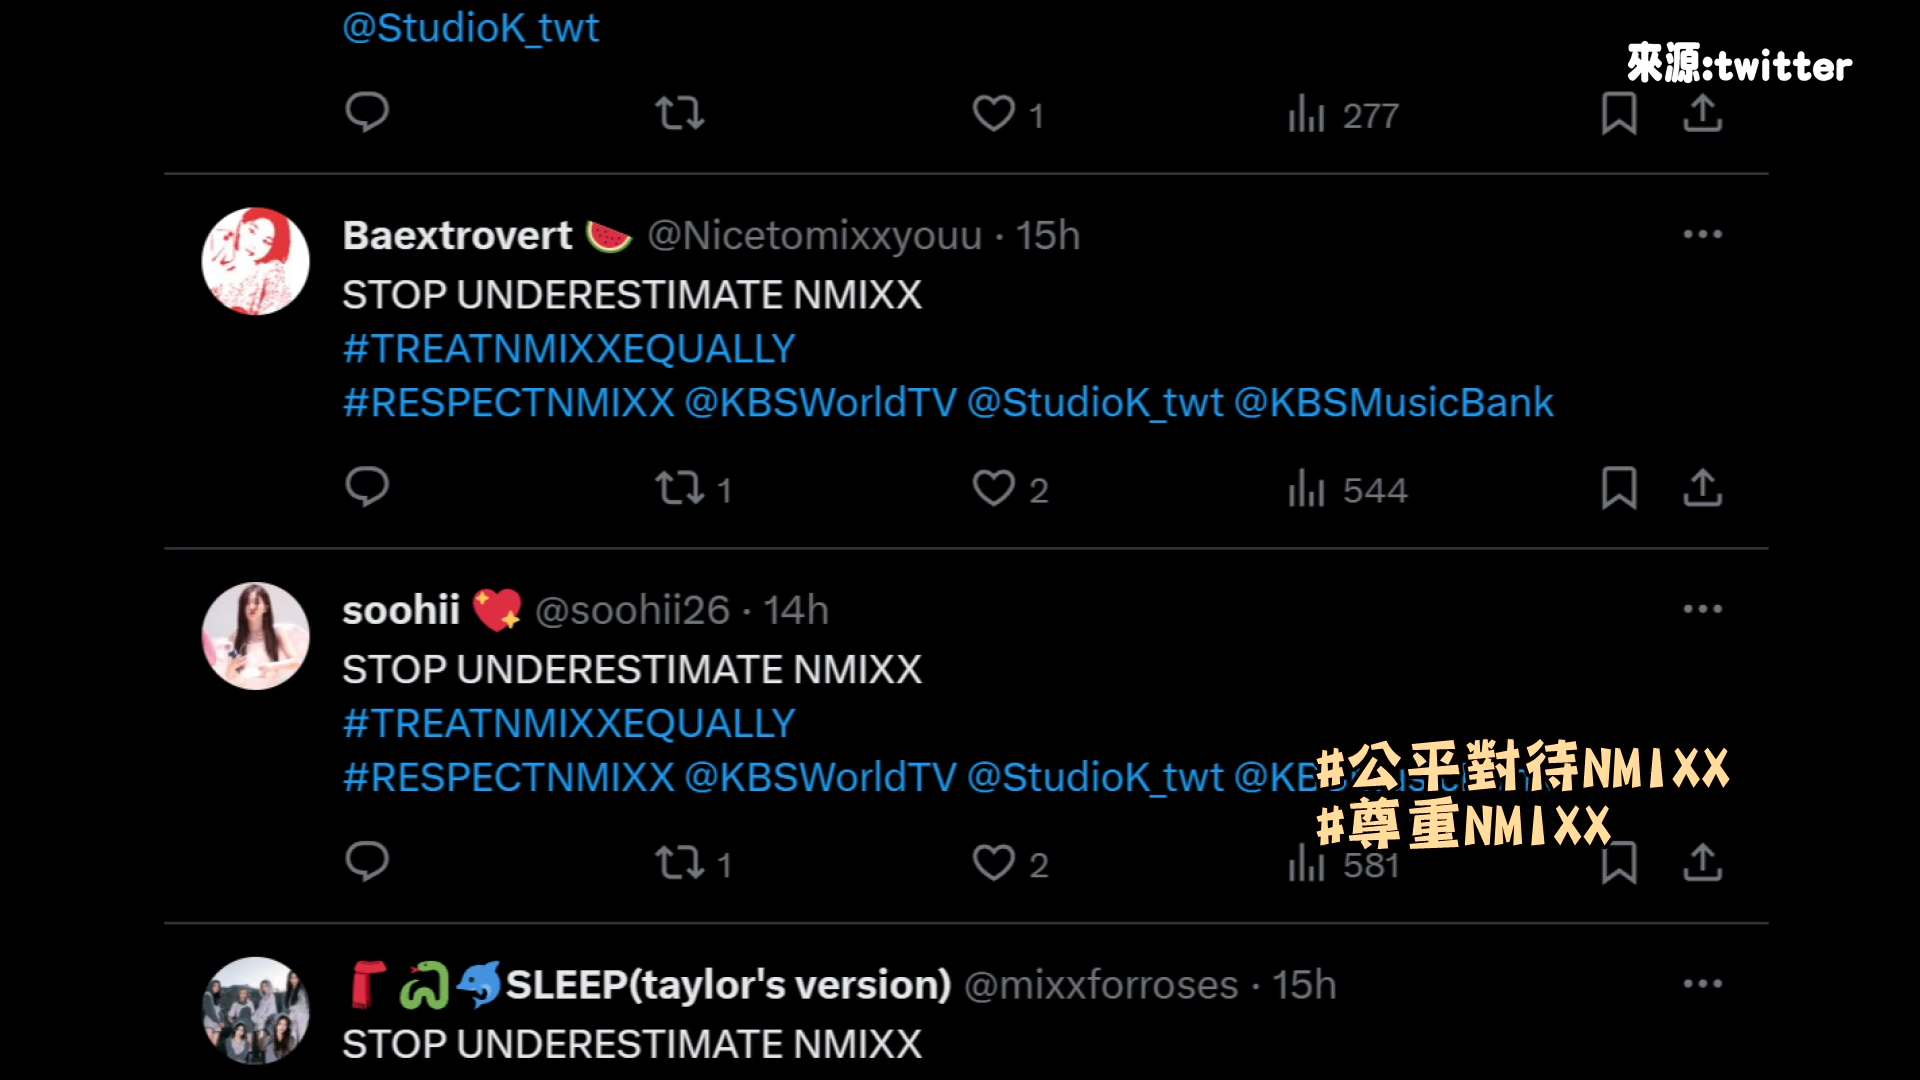 @StudioK_twt
來源:twitter
1 277
Baextrovert @Nicetomixxyouu · 15h
STOP UNDERESTIMATE NMIXX
#TREATNMIXXEQUALLY
#RESPECTNMIXX @KBSWorldTV @StudioK_twt @KBSMusicBank
1 2 544
soohii @soohii26 · 14h
STOP UNDERESTIMATE NMIXX
#TREATNMIXXEQUALLY
#RESPECTNMIXX @KBSWorldTV @StudioK_twt
#公平對待NMIXX
#尊重NMIXX
1 2 581
SLEEP(taylor's version) @mixxforroses · 15h
STOP UNDERESTIMATE NMIXX